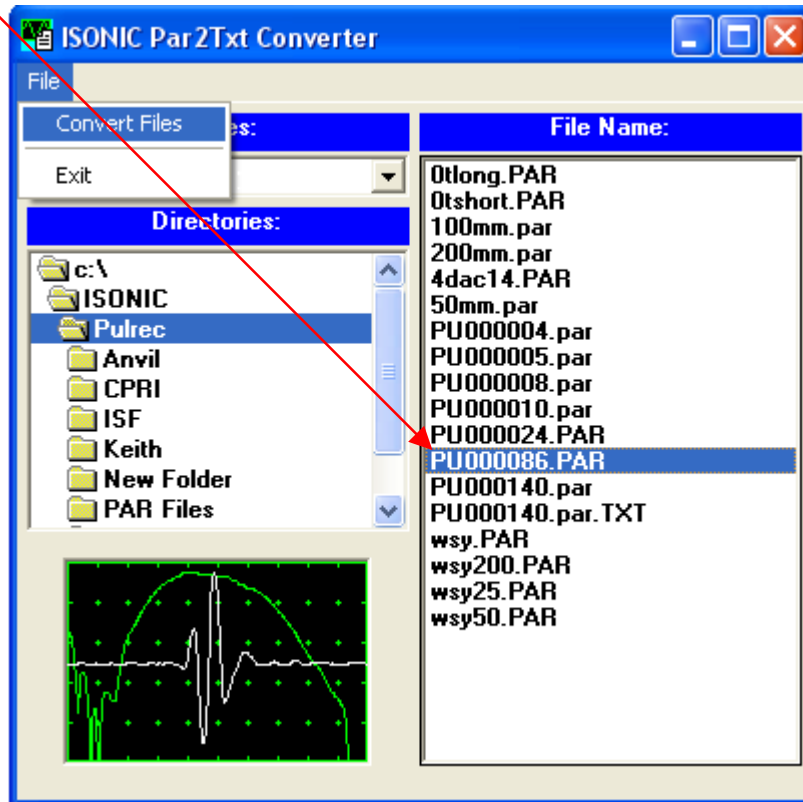 ISONIC Par2Txt Converter
File
Convert Files
Exit
es:
Directories:
c:\
ISONIC
Pulrec
Anvil
CPRI
ISF
Keith
New Folder
PAR Files
File Name:
0tlong.PAR
0tshort.PAR
100mm.par
200mm.par
4dac14.PAR
50mm.par
PU000004.par
PU000005.par
PU000008.par
PU000010.par
PU000024.PAR
PU000086.PAR
PU000140.par
PU000140.par.TXT
wsy.PAR
wsy200.PAR
wsy25.PAR
wsy50.PAR